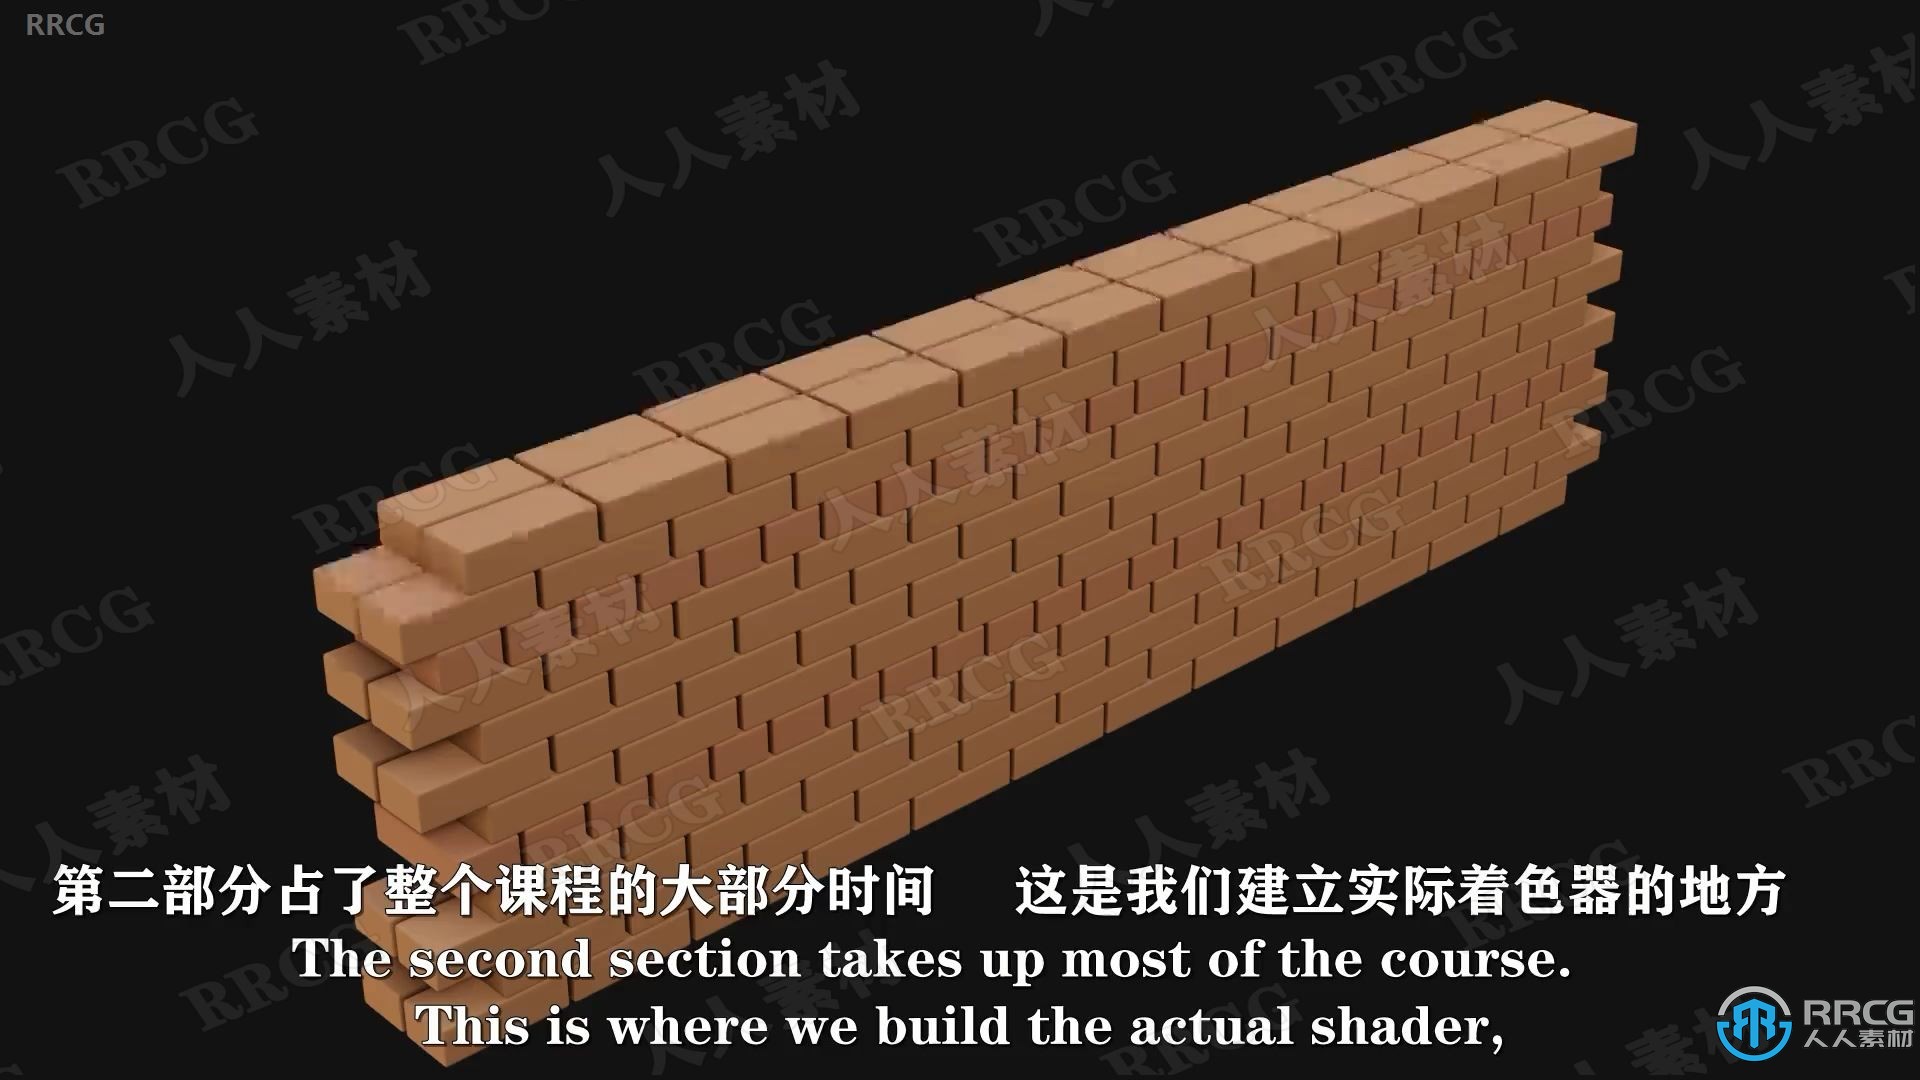 RRCG
第二部分占了整个课程的大部分时间 这是我们建立实际着色器的地方
The second section takes up most of the course.
This is where we build the actual shader,
RRCG
人人素材